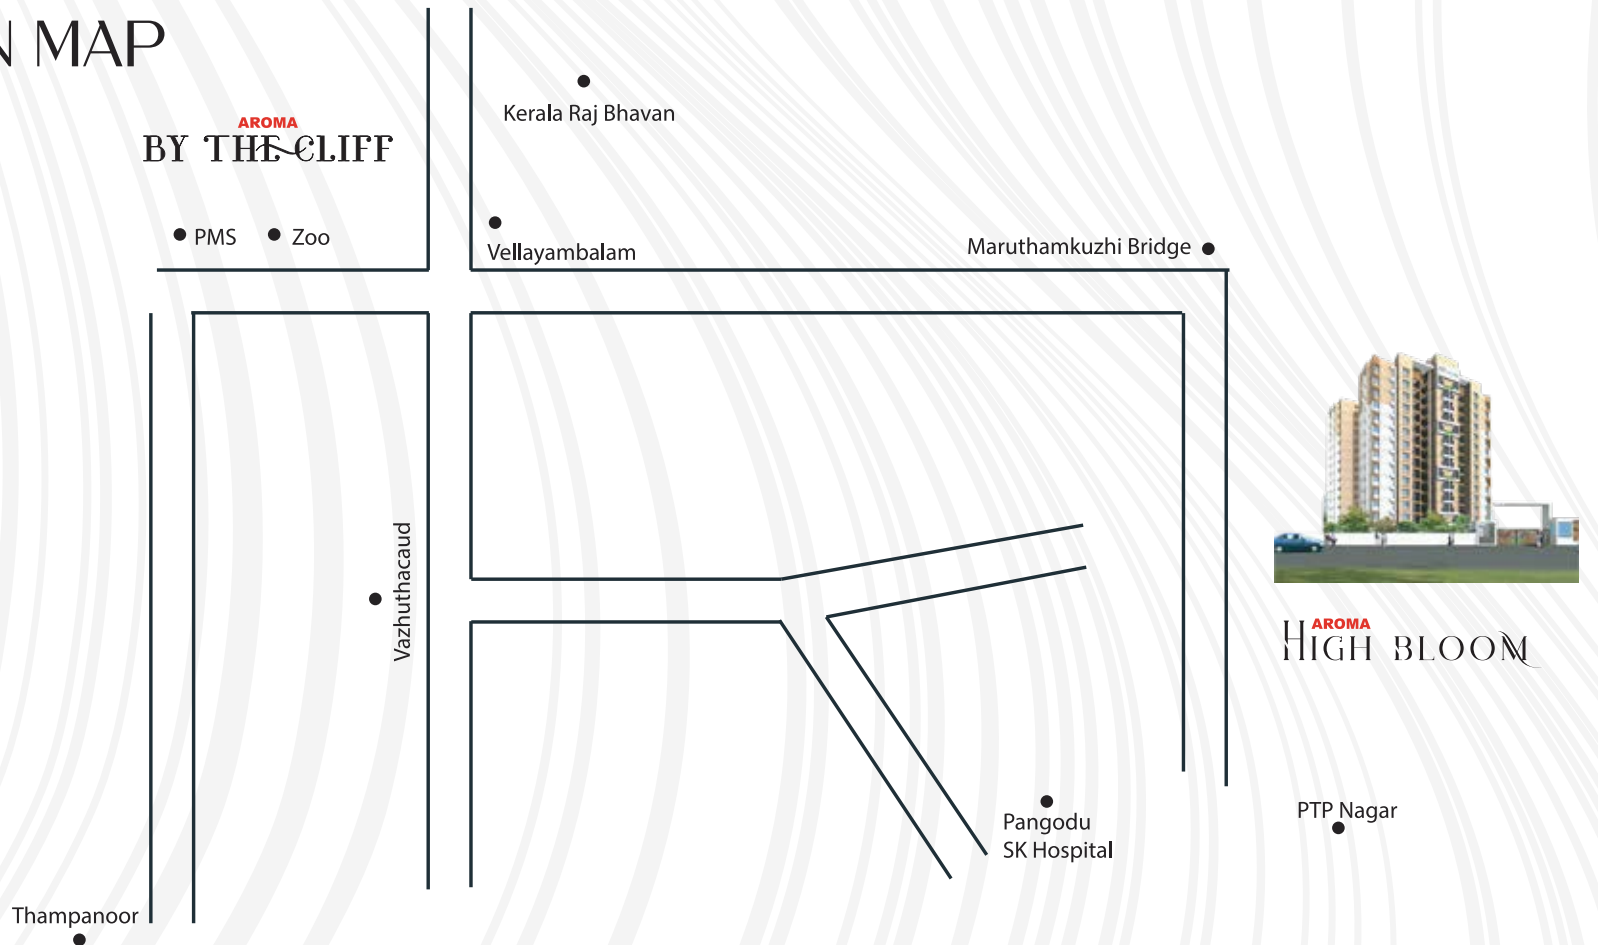 N MAP
Kerala Raj Bhavan
AROMA
BY THE CLIFF
PMS
Zoo
Vellayambalam
Maruthamkuzhi Bridge
Vazhuthacaud
AROMA
HIGH BLOOM
Pangodu
SK Hospital
PTP Nagar
Thampanoor